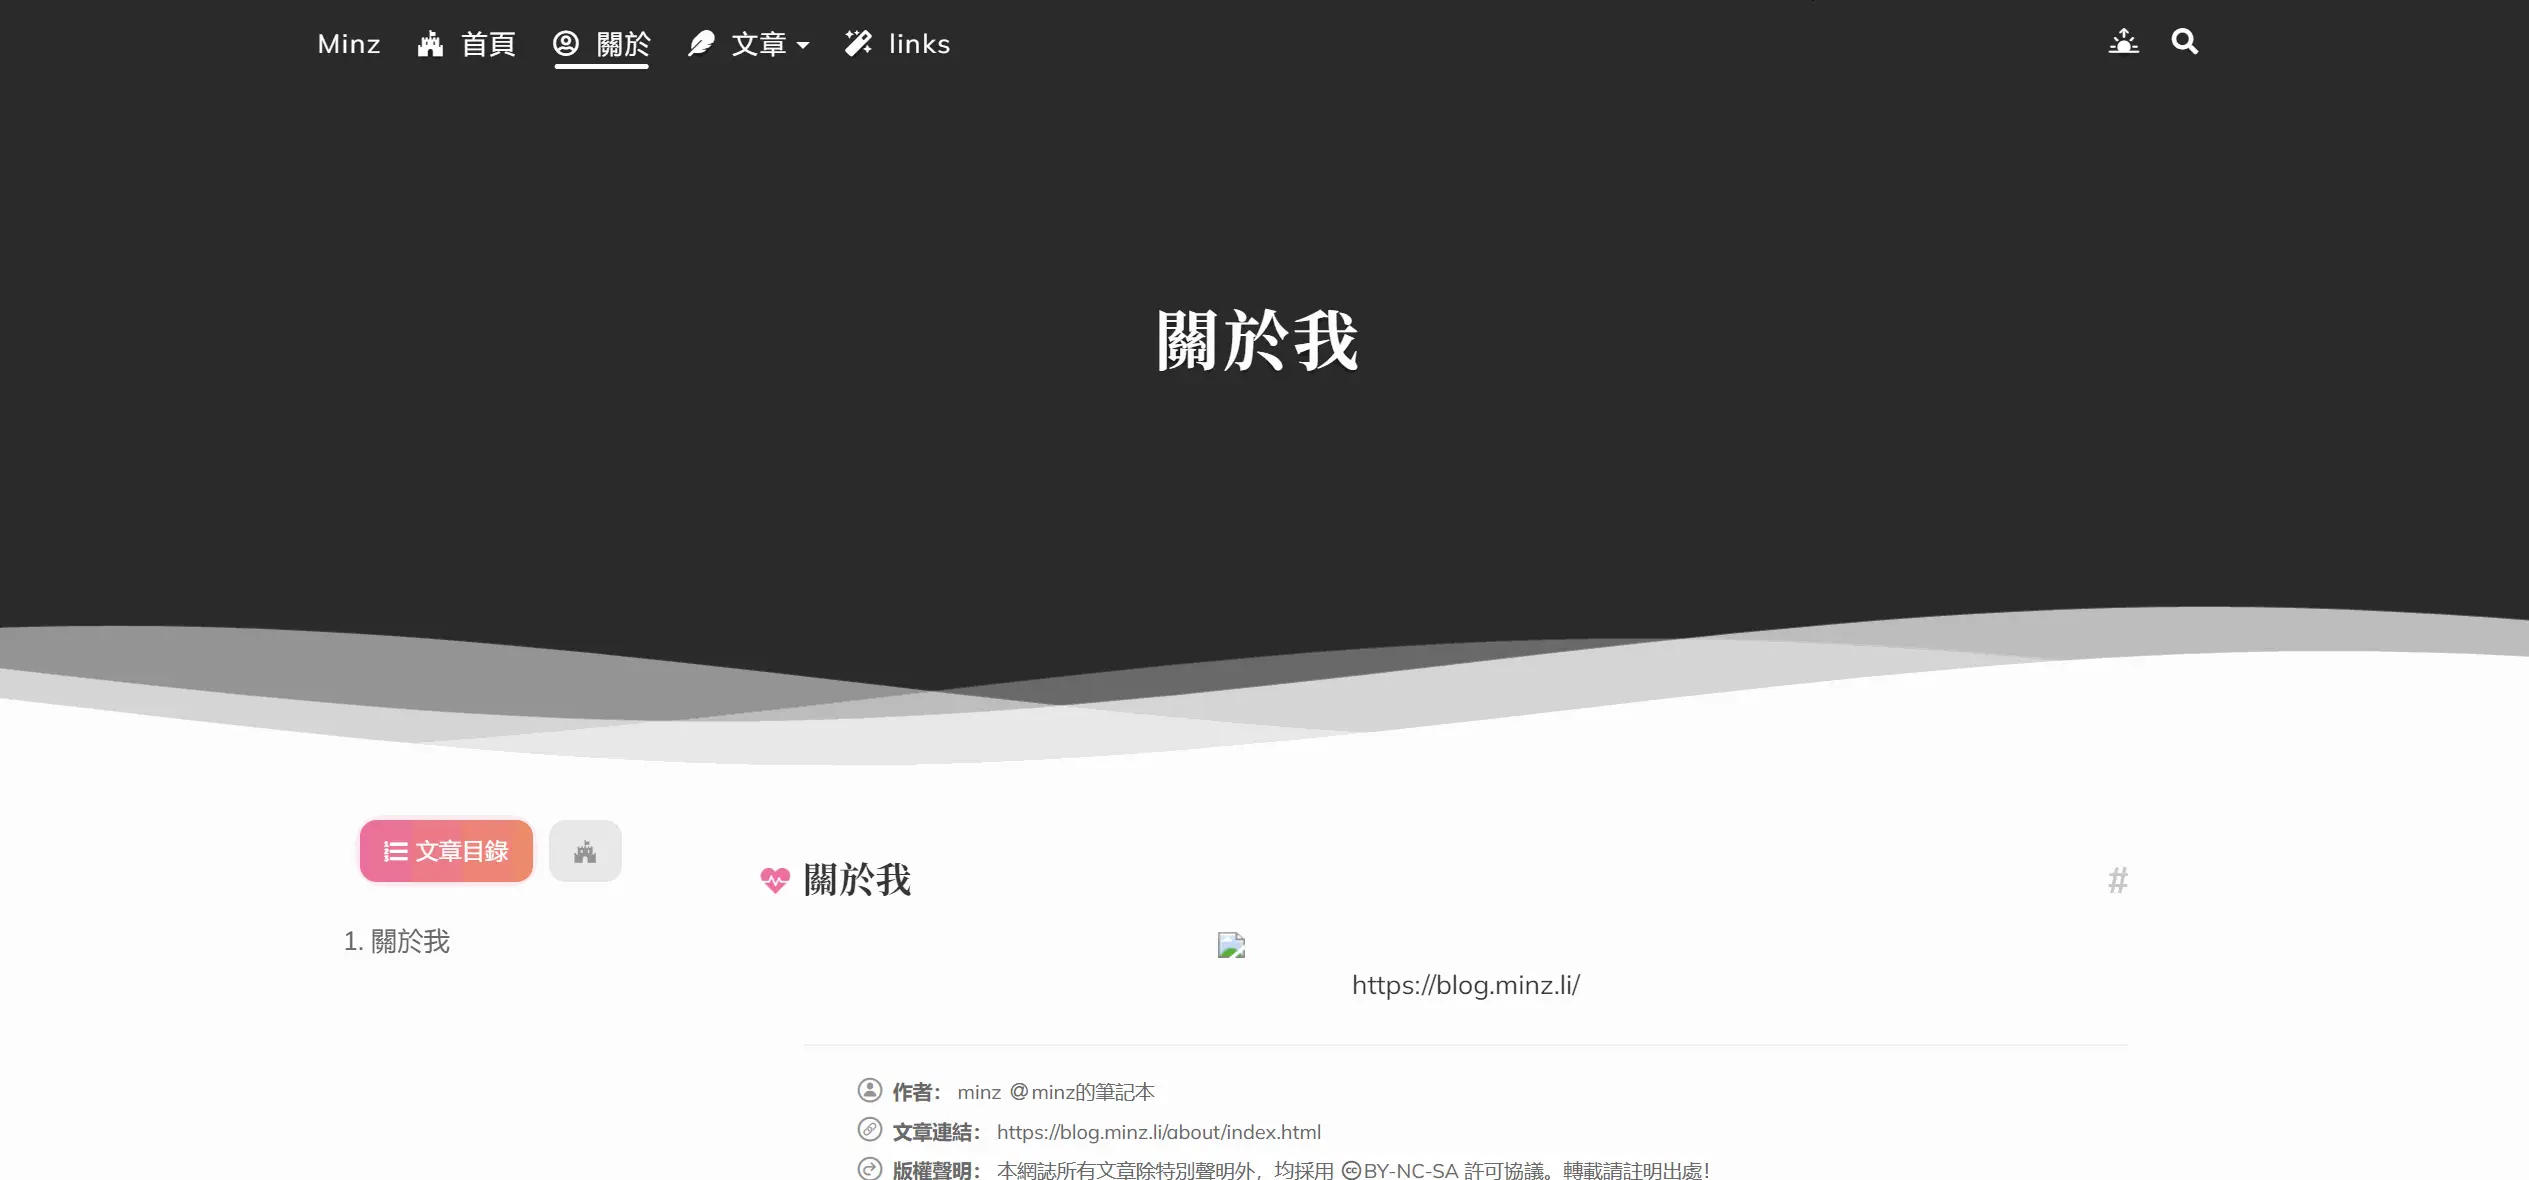 Minz 首頁 關於 文章 links
關於我
文章目錄
1. 關於我
關於我 #
https://blog.minz.li/
作者： minz @minz的筆記本
文章連結： https://blog.minz.li/about/index.html
版權聲明： 本網誌所有文章除特別聲明外，均採用 BY-NC-SA 許可協議。轉載請註明出處！